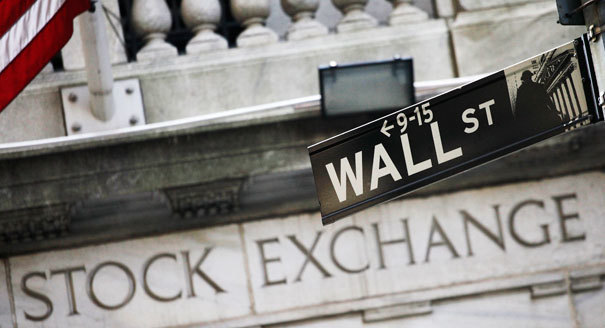 ← 9-15
WALL ST
STOCK EXCHANGE